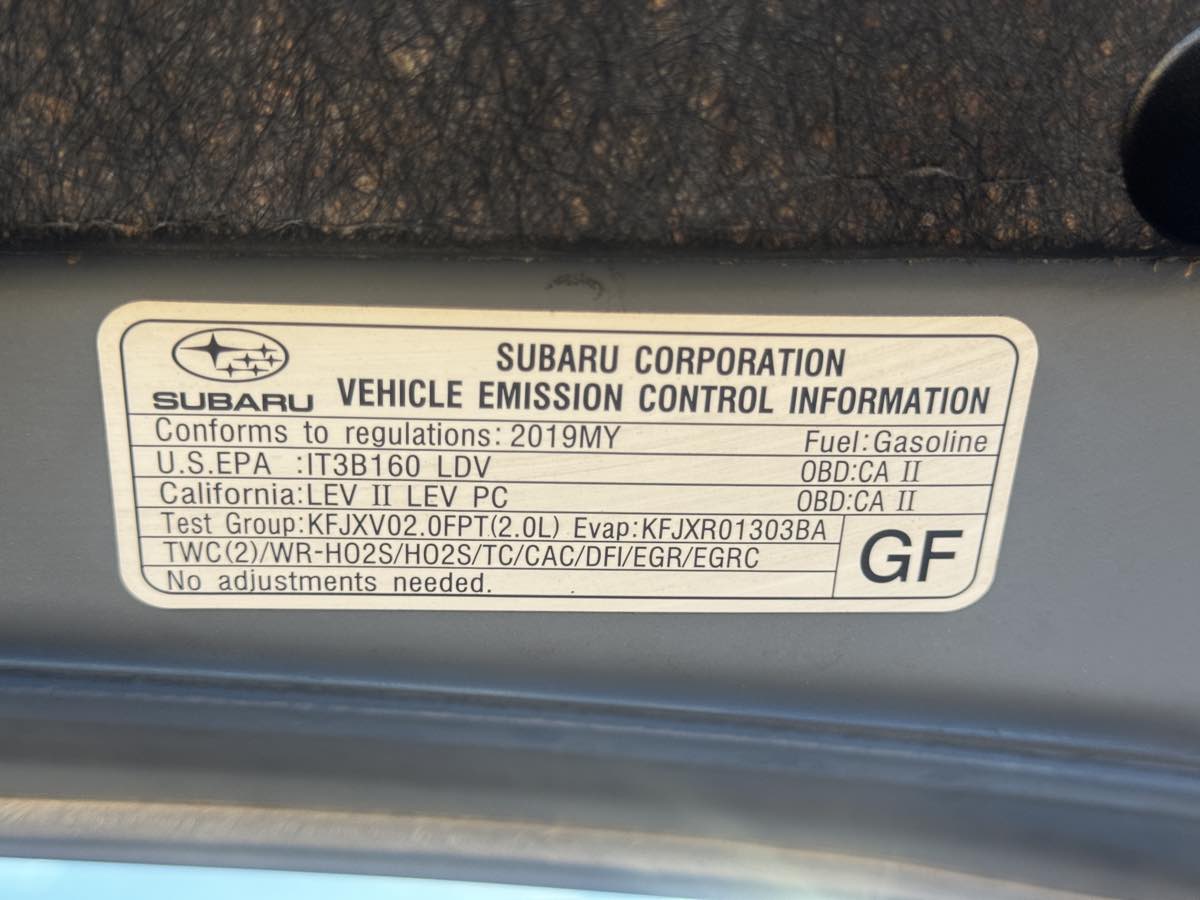 SUBARU CORPORATION
SUBARU VEHICLE EMISSION CONTROL INFORMATION
Conforms to regulations: 2019MY Fuel:Gasoline
U.S.EPA :IT3B160 LDV OBD:CA II
California:LEV II LEV PC OBD:CA II
Test Group:KFJXV02.0FPT(2.0L) Evap:KFJXR01303BA
TWC(2)/WR-HO2S/HO2S/TC/CAC/DFI/EGR/EGRC
GF
No adjustments needed.